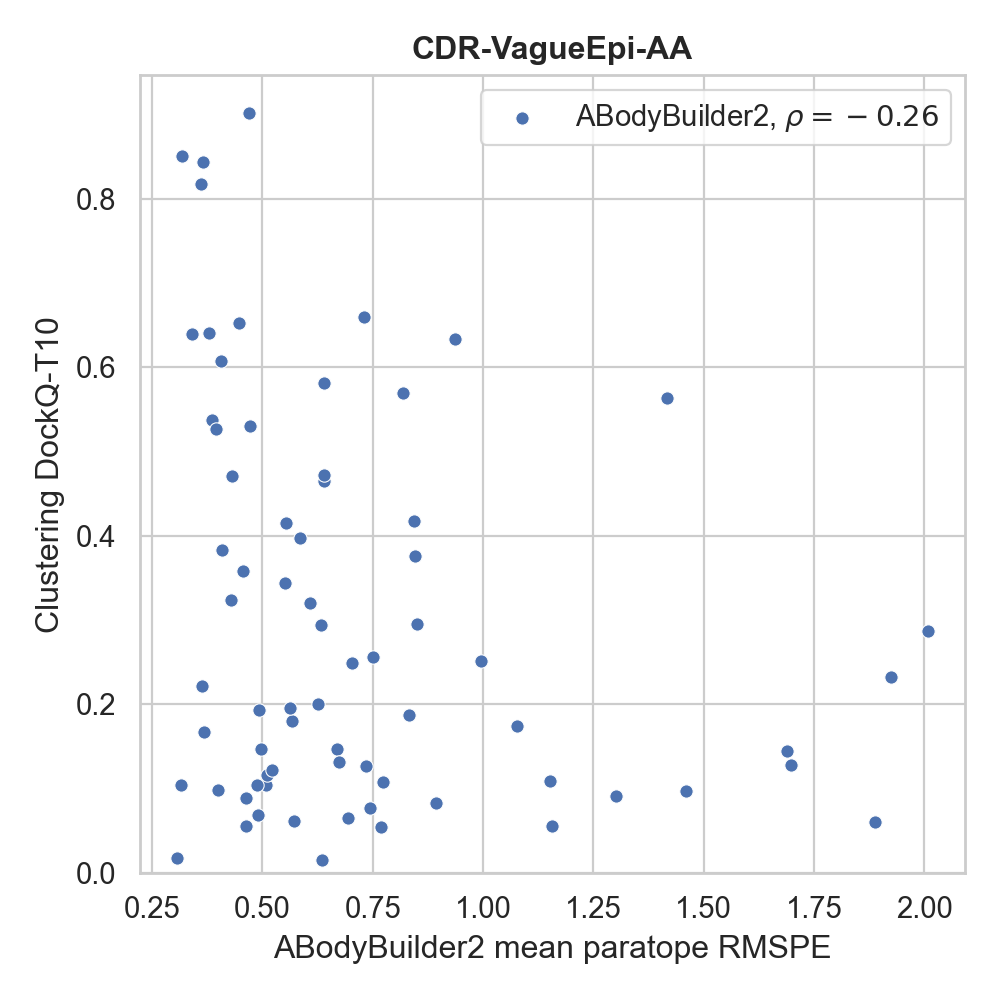 CDR-VagueEpi-AA
ABodyBuilder2, ρ = − 0.26
Clustering DockQ-T10
0.8
0.6
0.4
0.2
0.0
0.25 0.50 0.75 1.00 1.25 1.50 1.75 2.00
ABodyBuilder2 mean paratope RMSPE